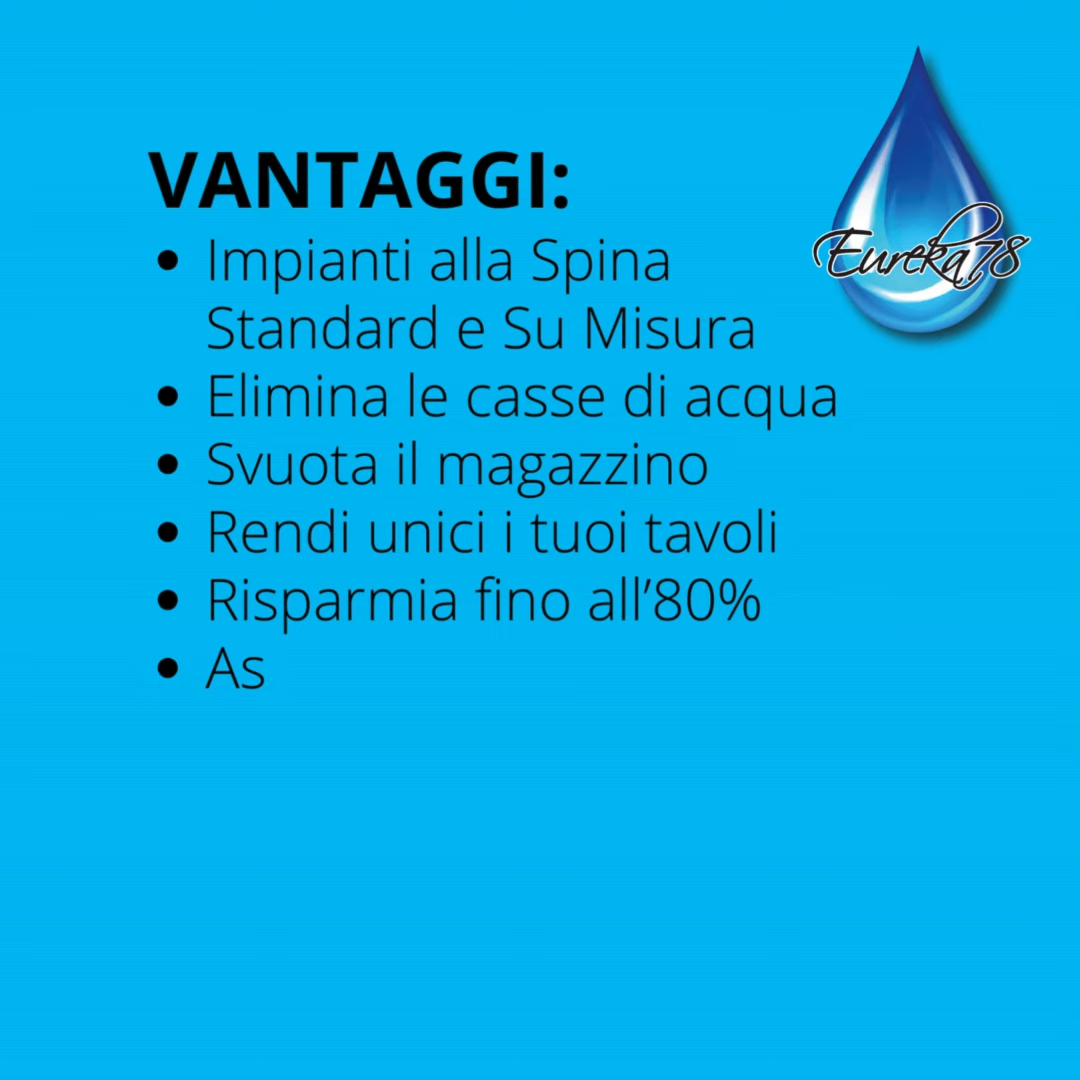 VANTAGGI:
• Impianti alla Spina
Standard e Su Misura
• Elimina le casse di acqua
• Svuota il magazzino
• Rendi unici i tuoi tavoli
• Risparmia fino all’80%
• As
Eureka78